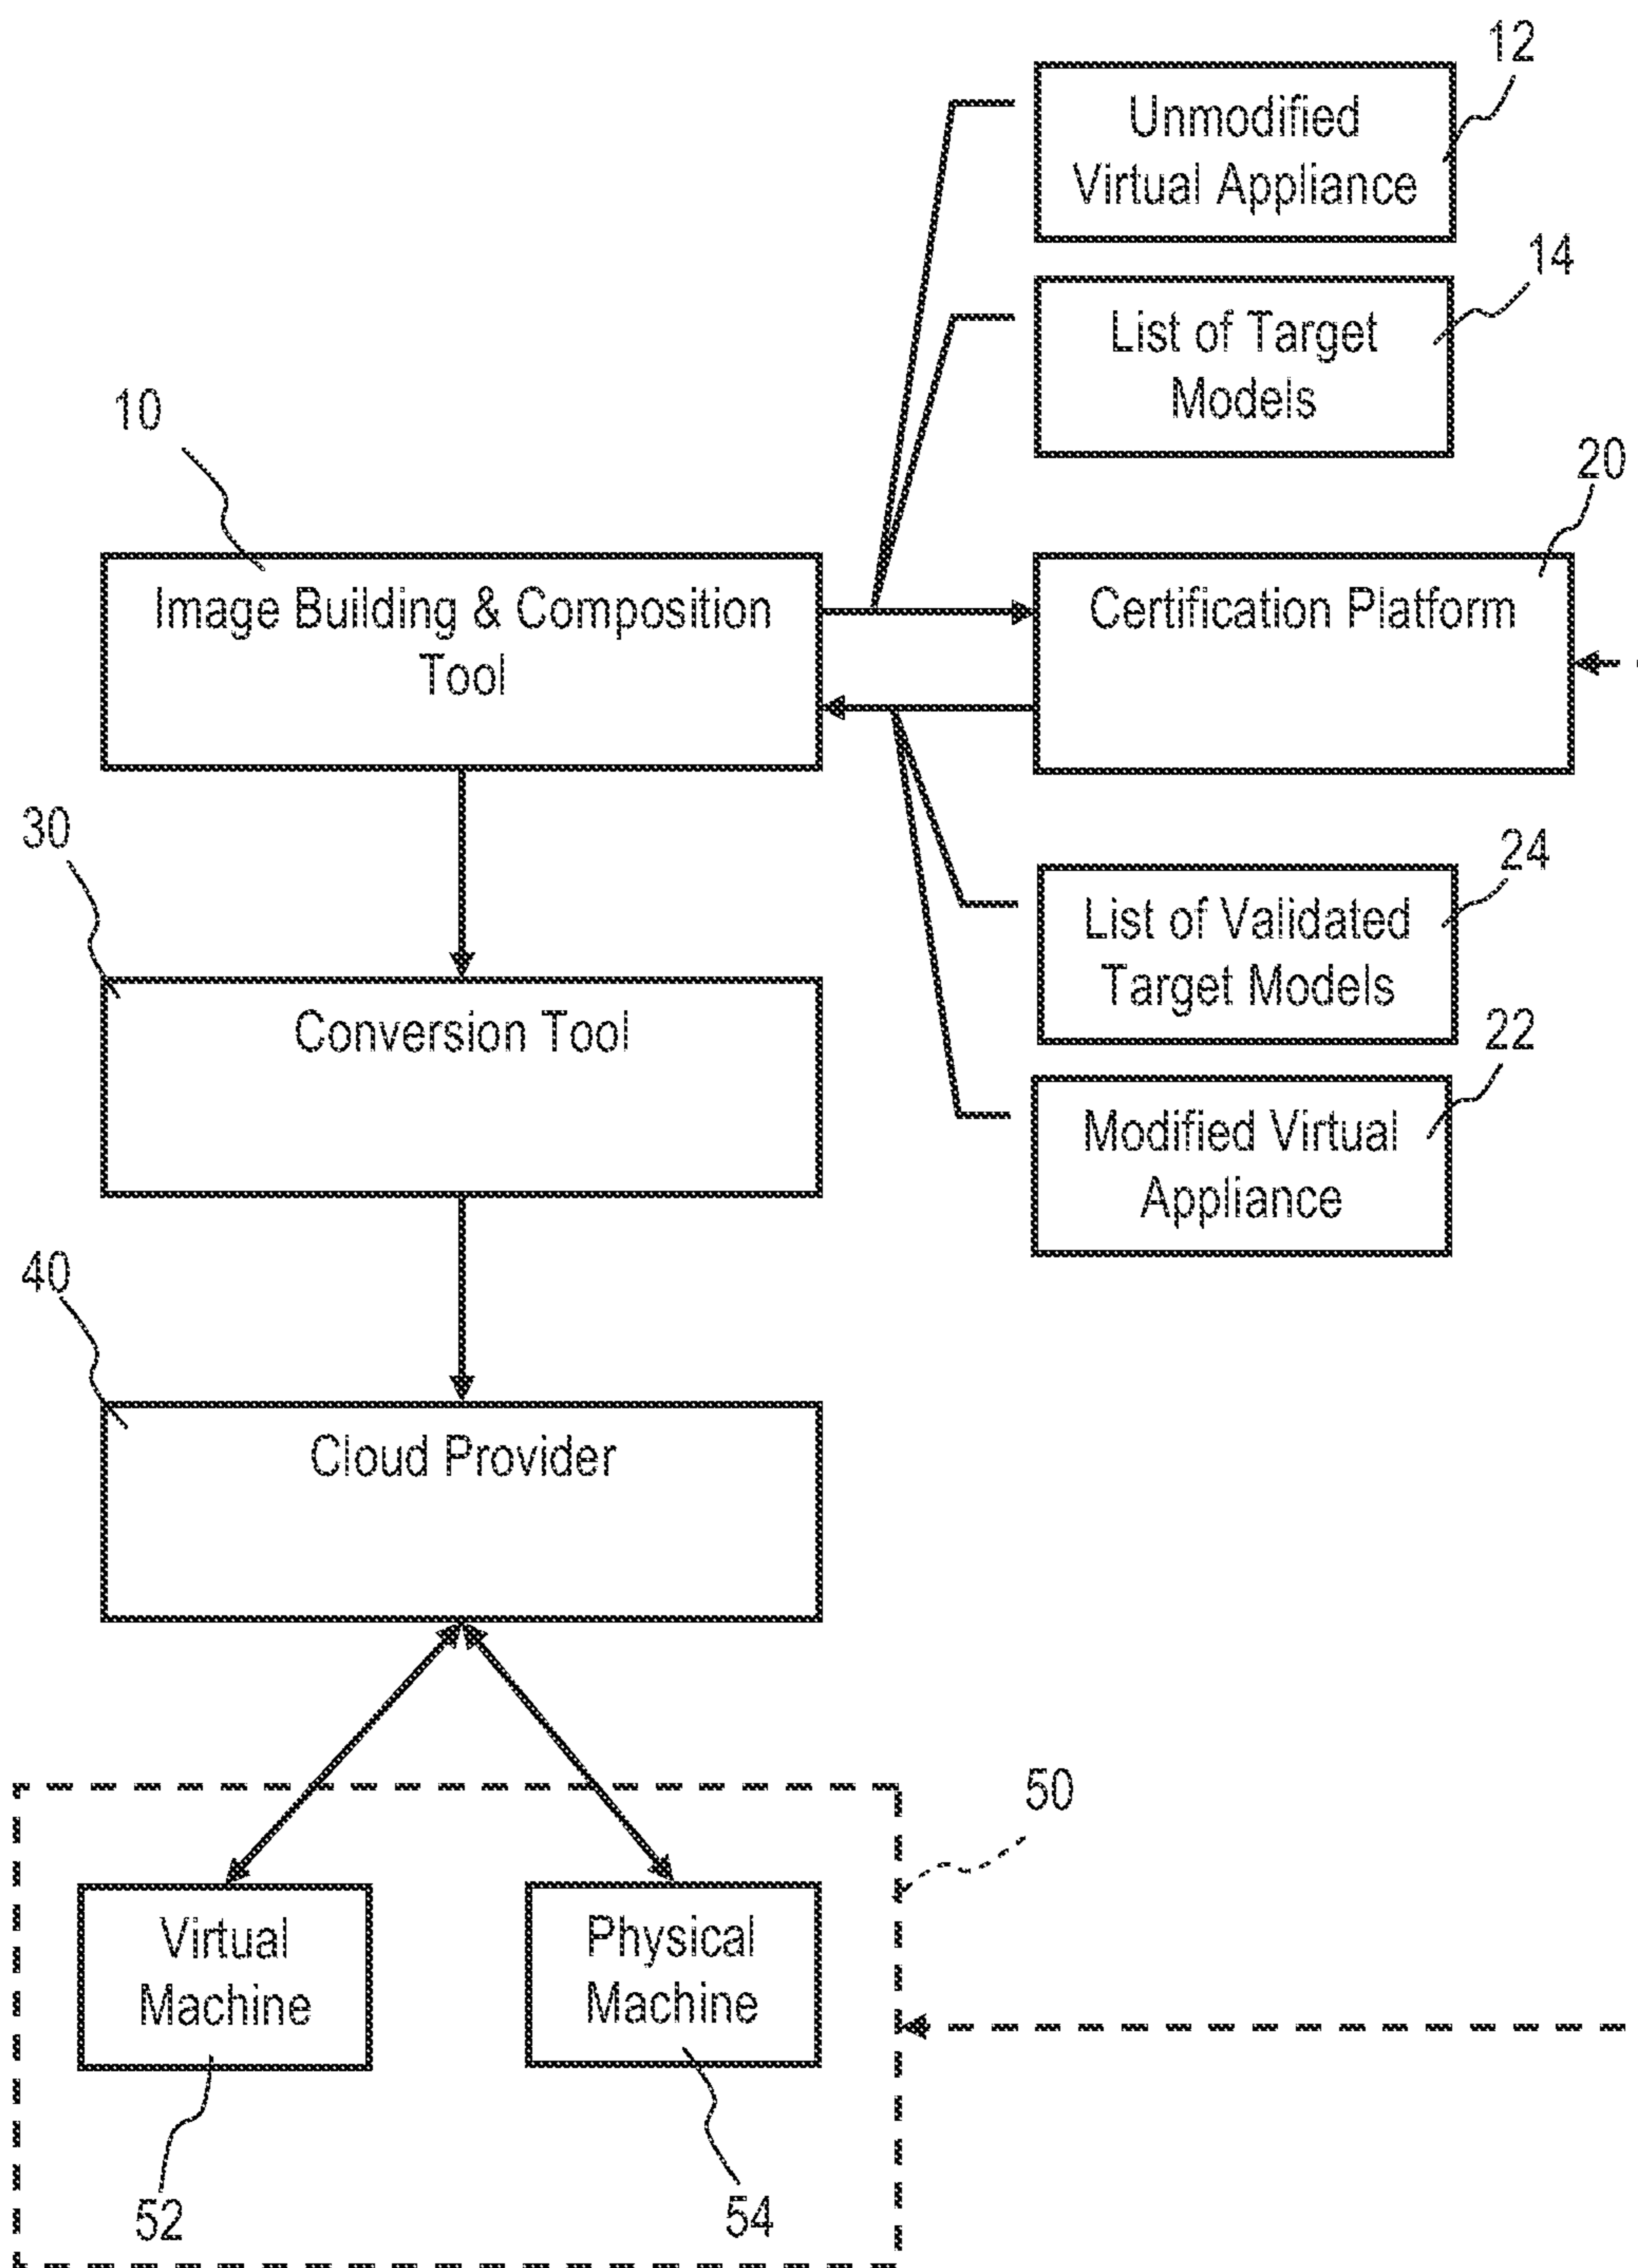 12
Unmodified
Virtual Appliance
14
List of Target
Models
10
20
Image Building & Composition
Tool
Certification Platform
30
24
List of Validated
Target Models
Conversion Tool
22
Modified Virtual
Appliance
40
Cloud Provider
50
Virtual
Machine
Physical
Machine
52
54